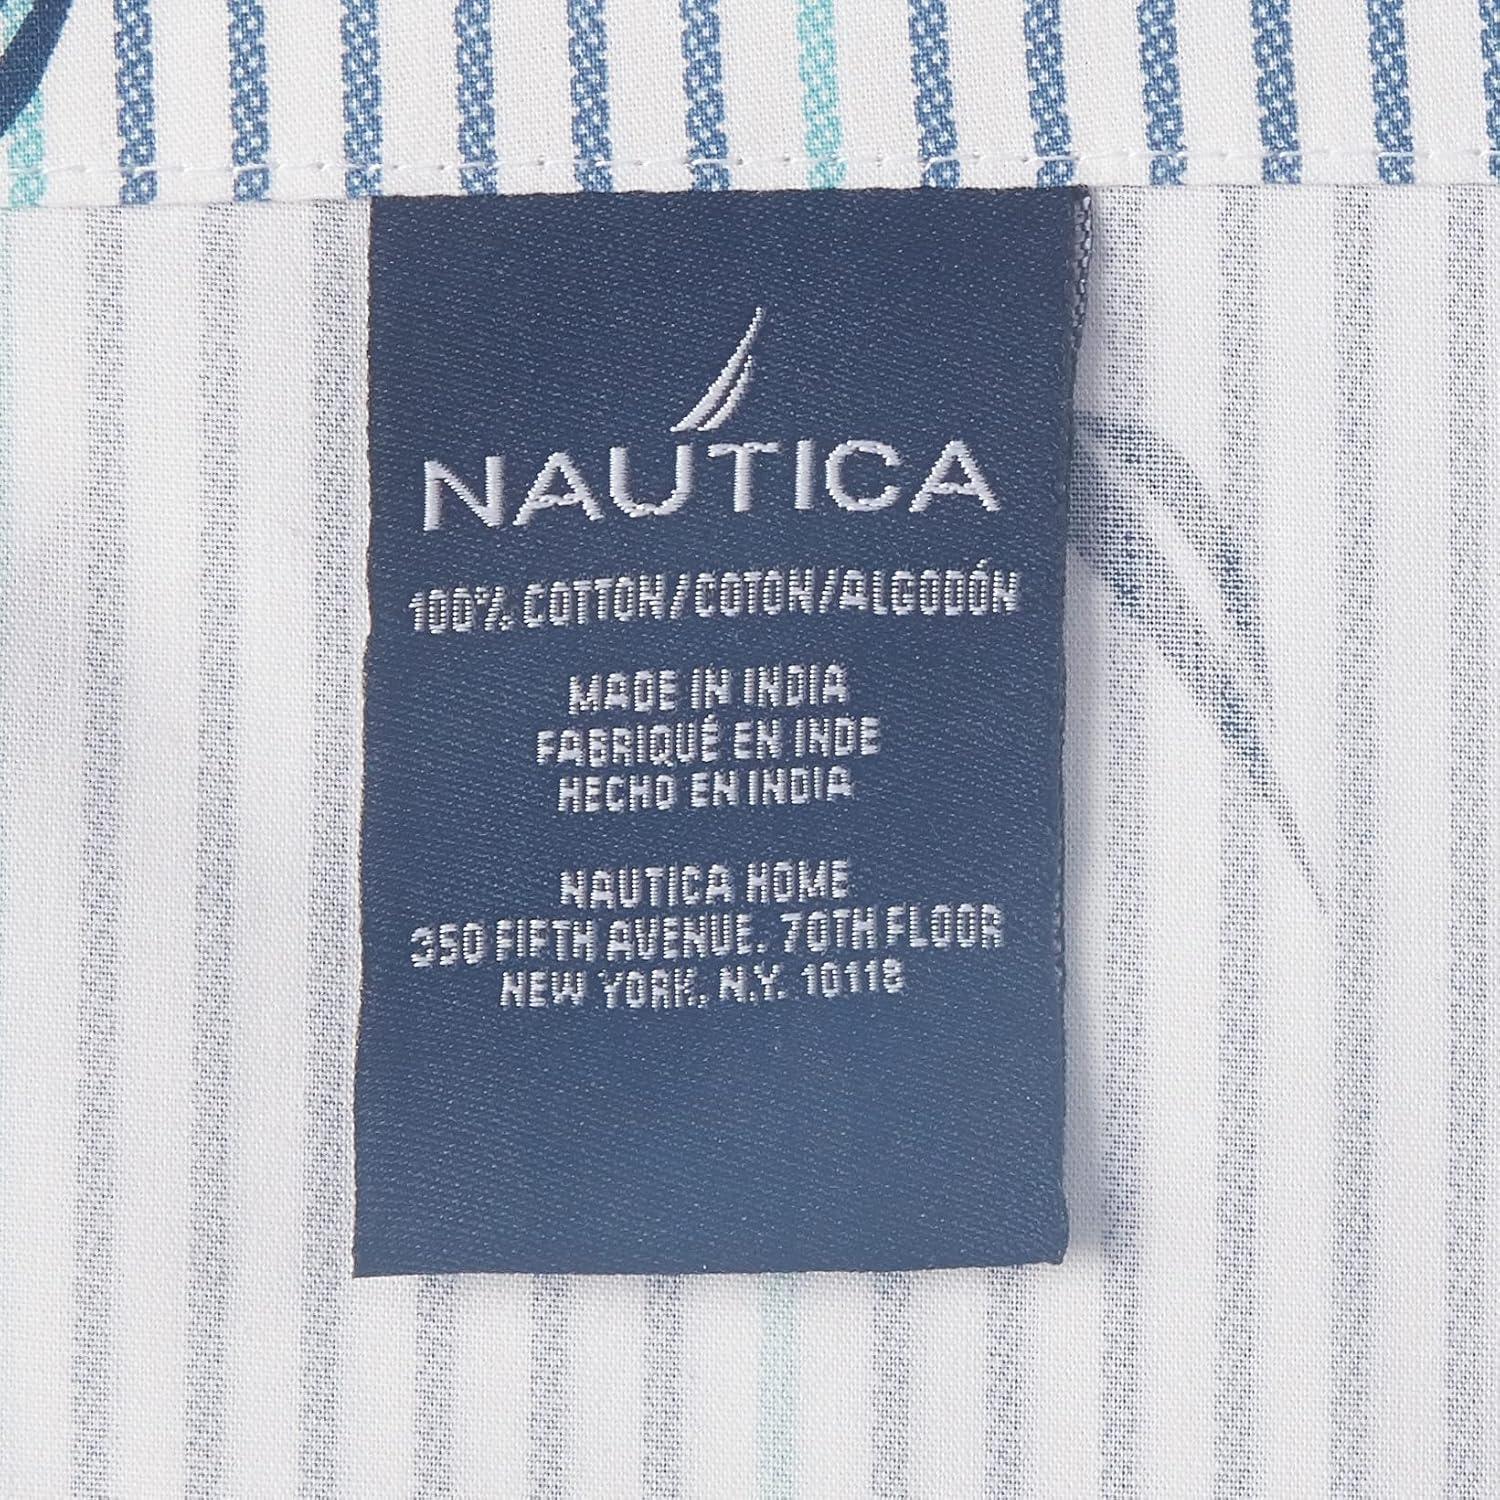 NAUTICA
100% COTTON/COTON/ALGODÓN
MADE IN INDIA
FABRIQUÉ EN INDE
HECHO EN INDIA
NAUTICA HOME
350 FIFTH AVENUE, 70TH FLOOR
NEW YORK, N.Y. 10118